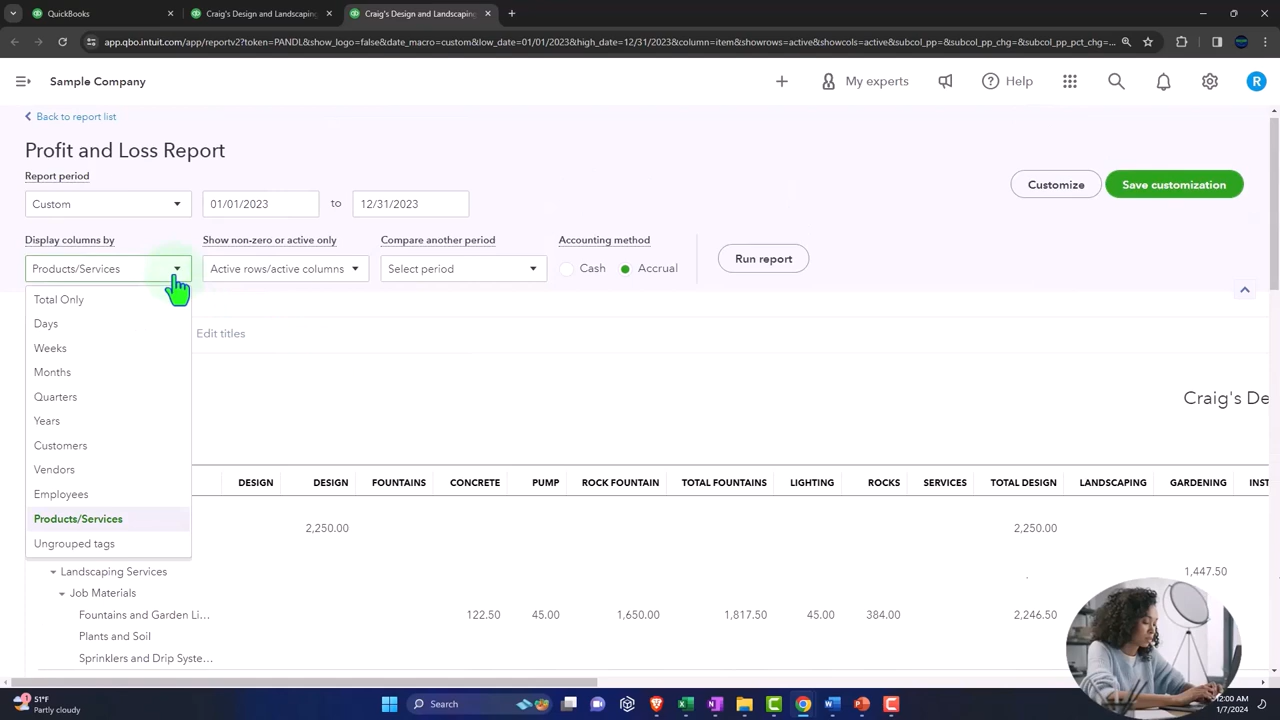 QuickBooks
Craig's Design and Landscaping
Craig's Design and Landscaping
app.qbo.intuit.com/app/reportv2?token=PANDL&show_logo=false&date_macro=custom&low_date=01/01/2023&high_date=12/31/2023&column=item&showrows=active&showcols=active&subcol_pp=&subcol_pp_chg=&subcol_pp_pct_chg=...
Sample Company
My experts
Help
R
Back to report list
Profit and Loss Report
Report period
Custom
01/01/2023
to
12/31/2023
Customize
Save customization
Display columns by
Show non-zero or active only
Compare another period
Accounting method
Products/Services
Active rows/active columns
Select period
Cash
Accrual
Run report
Total Only
Days
Weeks
Months
Quarters
Years
Customers
Vendors
Employees
Products/Services
Ungrouped tags
Edit titles
Craig's De
DESIGN DESIGN FOUNTAINS CONCRETE PUMP ROCK FOUNTAIN TOTAL FOUNTAINS LIGHTING ROCKS SERVICES TOTAL DESIGN LANDSCAPING GARDENING INST
2,250.00 2,250.00
Landscaping Services 1,447.50
Job Materials
Fountains and Garden Li... 122.50 45.00 1,650.00 1,817.50 45.00 384.00 2,246.50
Plants and Soil
Sprinklers and Drip Syste...
51°F
Partly cloudy
Search
12:00 AM
1/7/2024